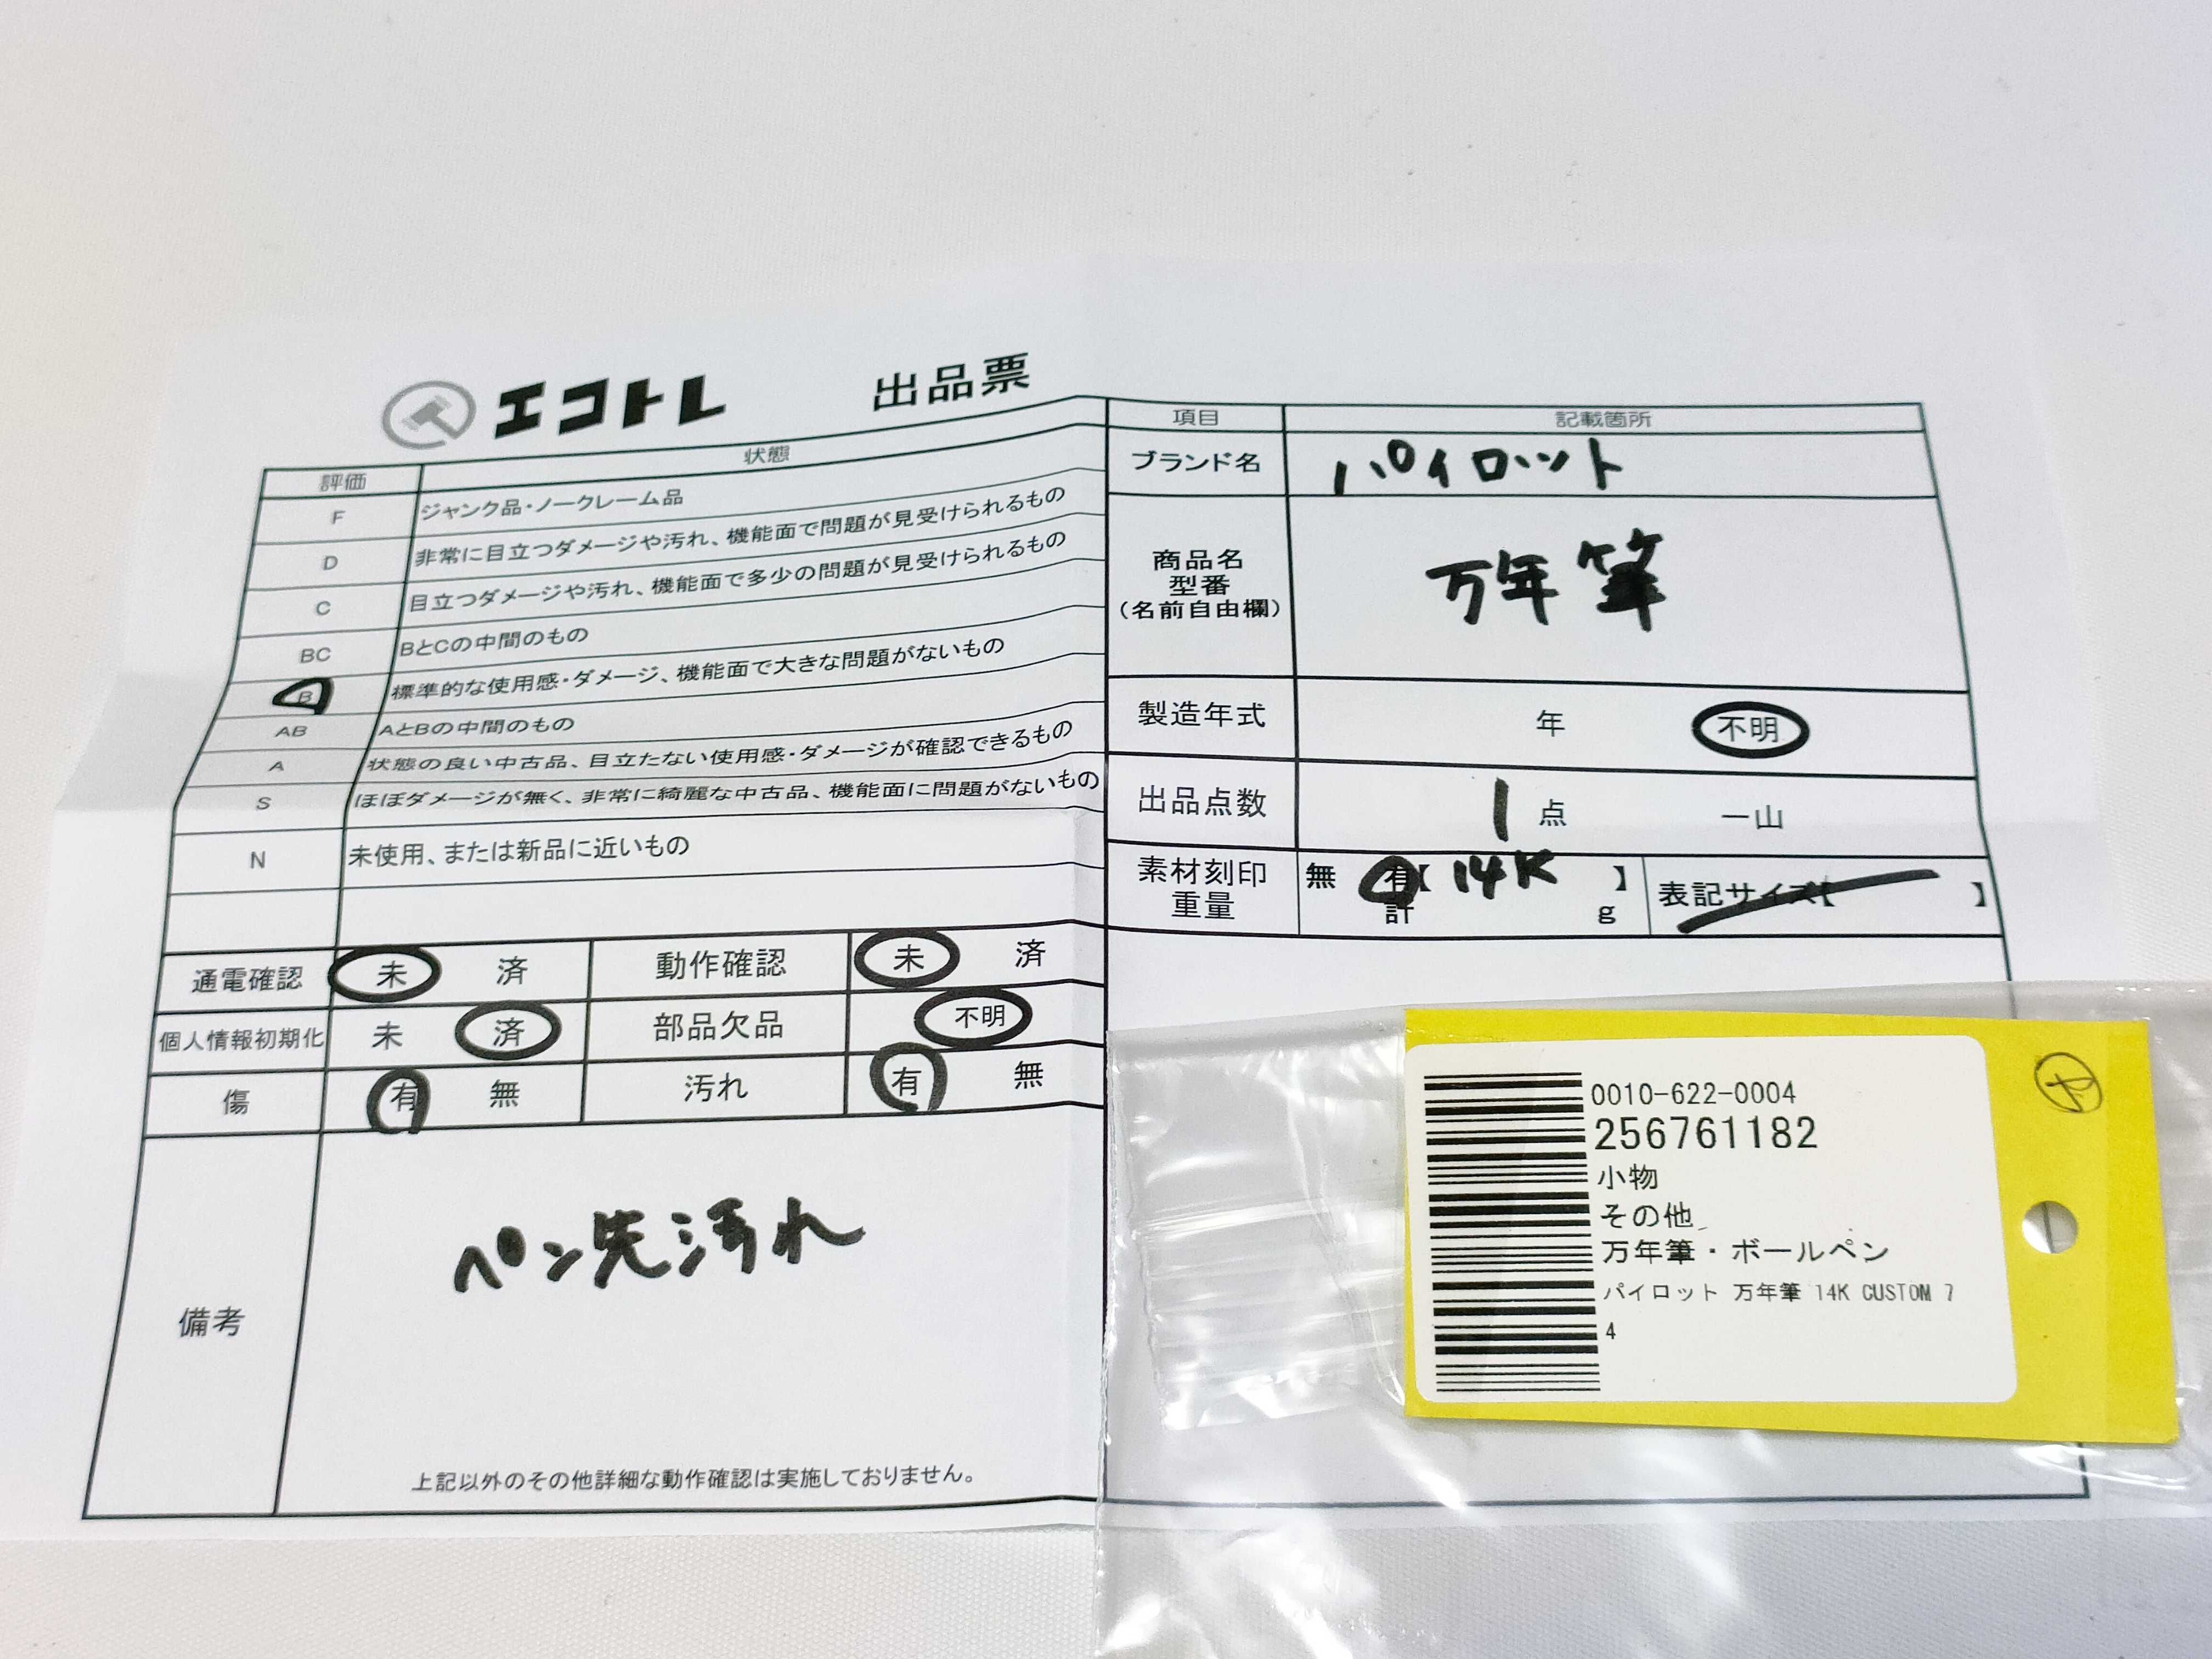 エコトレ 出品票
評価 状態
F ジャンク品・ノークレーム品
D 非常に目立つダメージや汚れ、機能面で問題が見受けられるもの
C 目立つダメージや汚れ、機能面で多少の問題が見受けられるもの
BC BとCの中間のもの
B 標準的な使用感・ダメージ、機能面で大きな問題がないもの
AB AとBの中間のもの
A 状態の良い中古品、目立たない使用感・ダメージが確認できるもの
S ほぼダメージが無く、非常に綺麗な中古品、機能面に問題がないもの
N 未使用、または新品に近いもの
通電確認 未 済 動作確認 未 済
個人情報初期化 未 済 部品欠品 不明
傷 有 無 汚れ 有 無
備考
ペン先汚れ
上記以外のその他詳細な動作確認は実施しておりません。
項目 記載箇所
ブランド名 パイロット
商品名
型番
(名前自由欄)
万年筆
製造年式 年 不明
出品点数 1 点 一山
素材刻印 無 有【 14K 】 表記サイズ【 】
重量 計 g
0010-622-0004
256761182
小物
その他
万年筆・ボールペン
パイロット 万年筆 14K CUSTOM 7
4